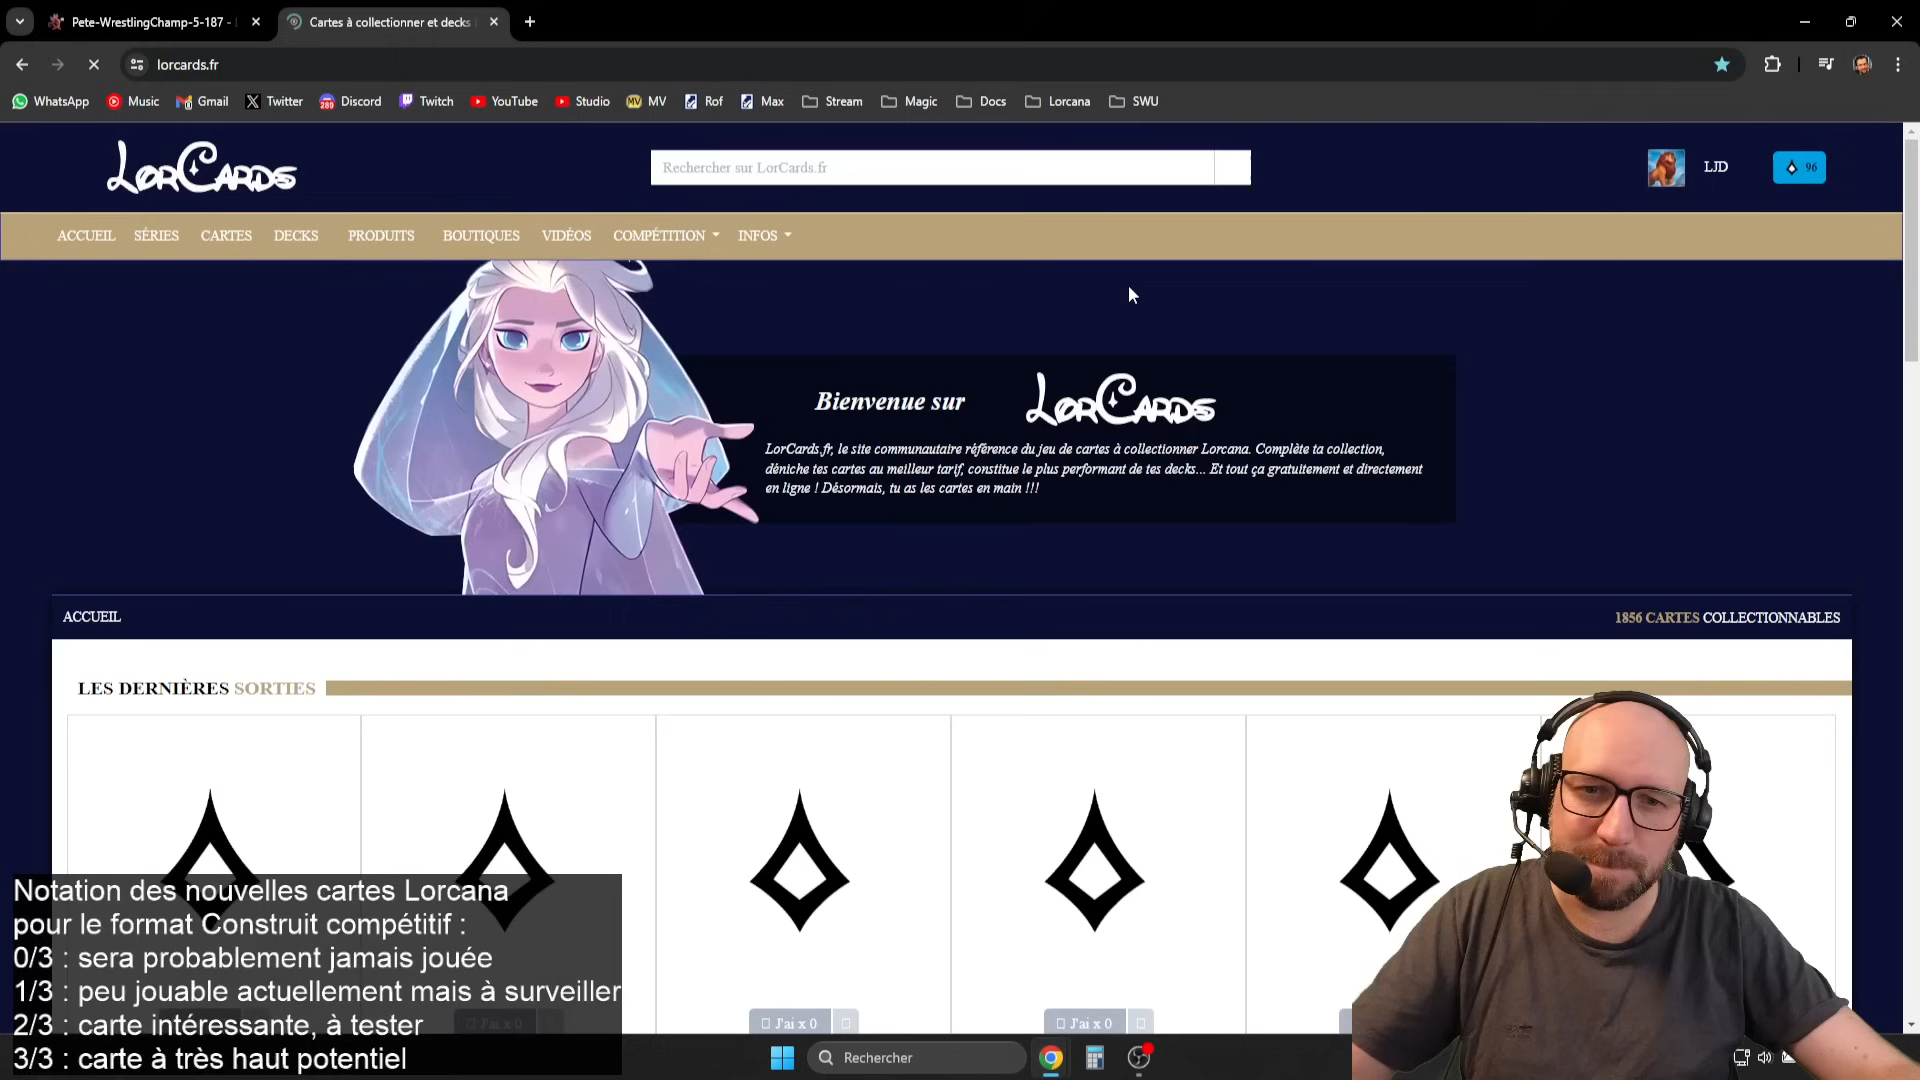 Pete-WrestlingChamp-5-187 -
Cartes à collectionner et decks
lorcards.fr
WhatsApp
Music
Gmail
Twitter
Discord
Twitch
YouTube
Studio
MV
Rof
Max
Stream
Magic
Docs
Lorcana
SWU
LORCARDS
Rechercher sur LorCards.fr
LJD
96
ACCUEIL
SÉRIES
CARTES
DECKS
PRODUITS
BOUTIQUES
VIDÉOS
COMPÉTITION
INFOS
Bienvenue sur
LORCARDS
LorCards.fr, le site communautaire référence du jeu de cartes à collectionner Lorcana. Complète ta collection,
déniche tes cartes au meilleur tarif, constitue le plus performant de tes decks... Et tout ça gratuitement et directement
en ligne ! Désormais, tu as les cartes en main !!!
ACCUEIL
1856 CARTES COLLECTIONNABLES
LES DERNIÈRES SORTIES
J'ai x 0
J'ai x 0
J'ai x 0
Notation des nouvelles cartes Lorcana
pour le format Construit compétitif :
0/3 : sera probablement jamais jouée
1/3 : peu jouable actuellement mais à surveiller
2/3 : carte intéressante, à tester
3/3 : carte à très haut potentiel
Rechercher